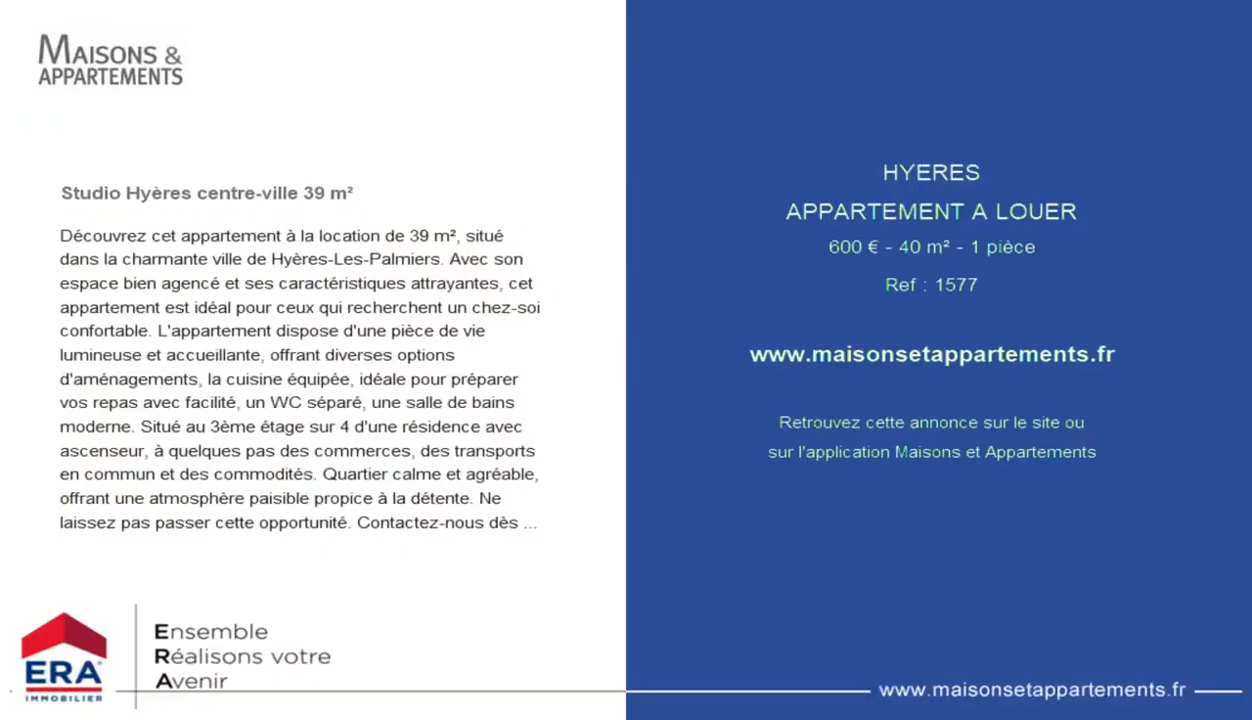 MAISONS &
APPARTEMENTS
Studio Hyères centre-ville 39 m²
Découvrez cet appartement à la location de 39 m², situé
dans la charmante ville de Hyères-Les-Palmiers. Avec son
espace bien agencé et ses caractéristiques attrayantes, cet
appartement est idéal pour ceux qui recherchent un chez-soi
confortable. L'appartement dispose d'une pièce de vie
lumineuse et accueillante, offrant diverses options
d'aménagements, la cuisine équipée, idéale pour préparer
vos repas avec facilité, un WC séparé, une salle de bains
moderne. Situé au 3ème étage sur 4 d'une résidence avec
ascenseur, à quelques pas des commerces, des transports
en commun et des commodités. Quartier calme et agréable,
offrant une atmosphère paisible propice à la détente. Ne
laissez pas passer cette opportunité. Contactez-nous dès ...
ERA
IMMOBILIER
Ensemble
Réalisons votre
Avenir
HYERES
APPARTEMENT A LOUER
600 € - 40 m² - 1 pièce
Ref : 1577
www.maisonsetappartements.fr
Retrouvez cette annonce sur le site ou
sur l'application Maisons et Appartements
www.maisonsetappartements.fr